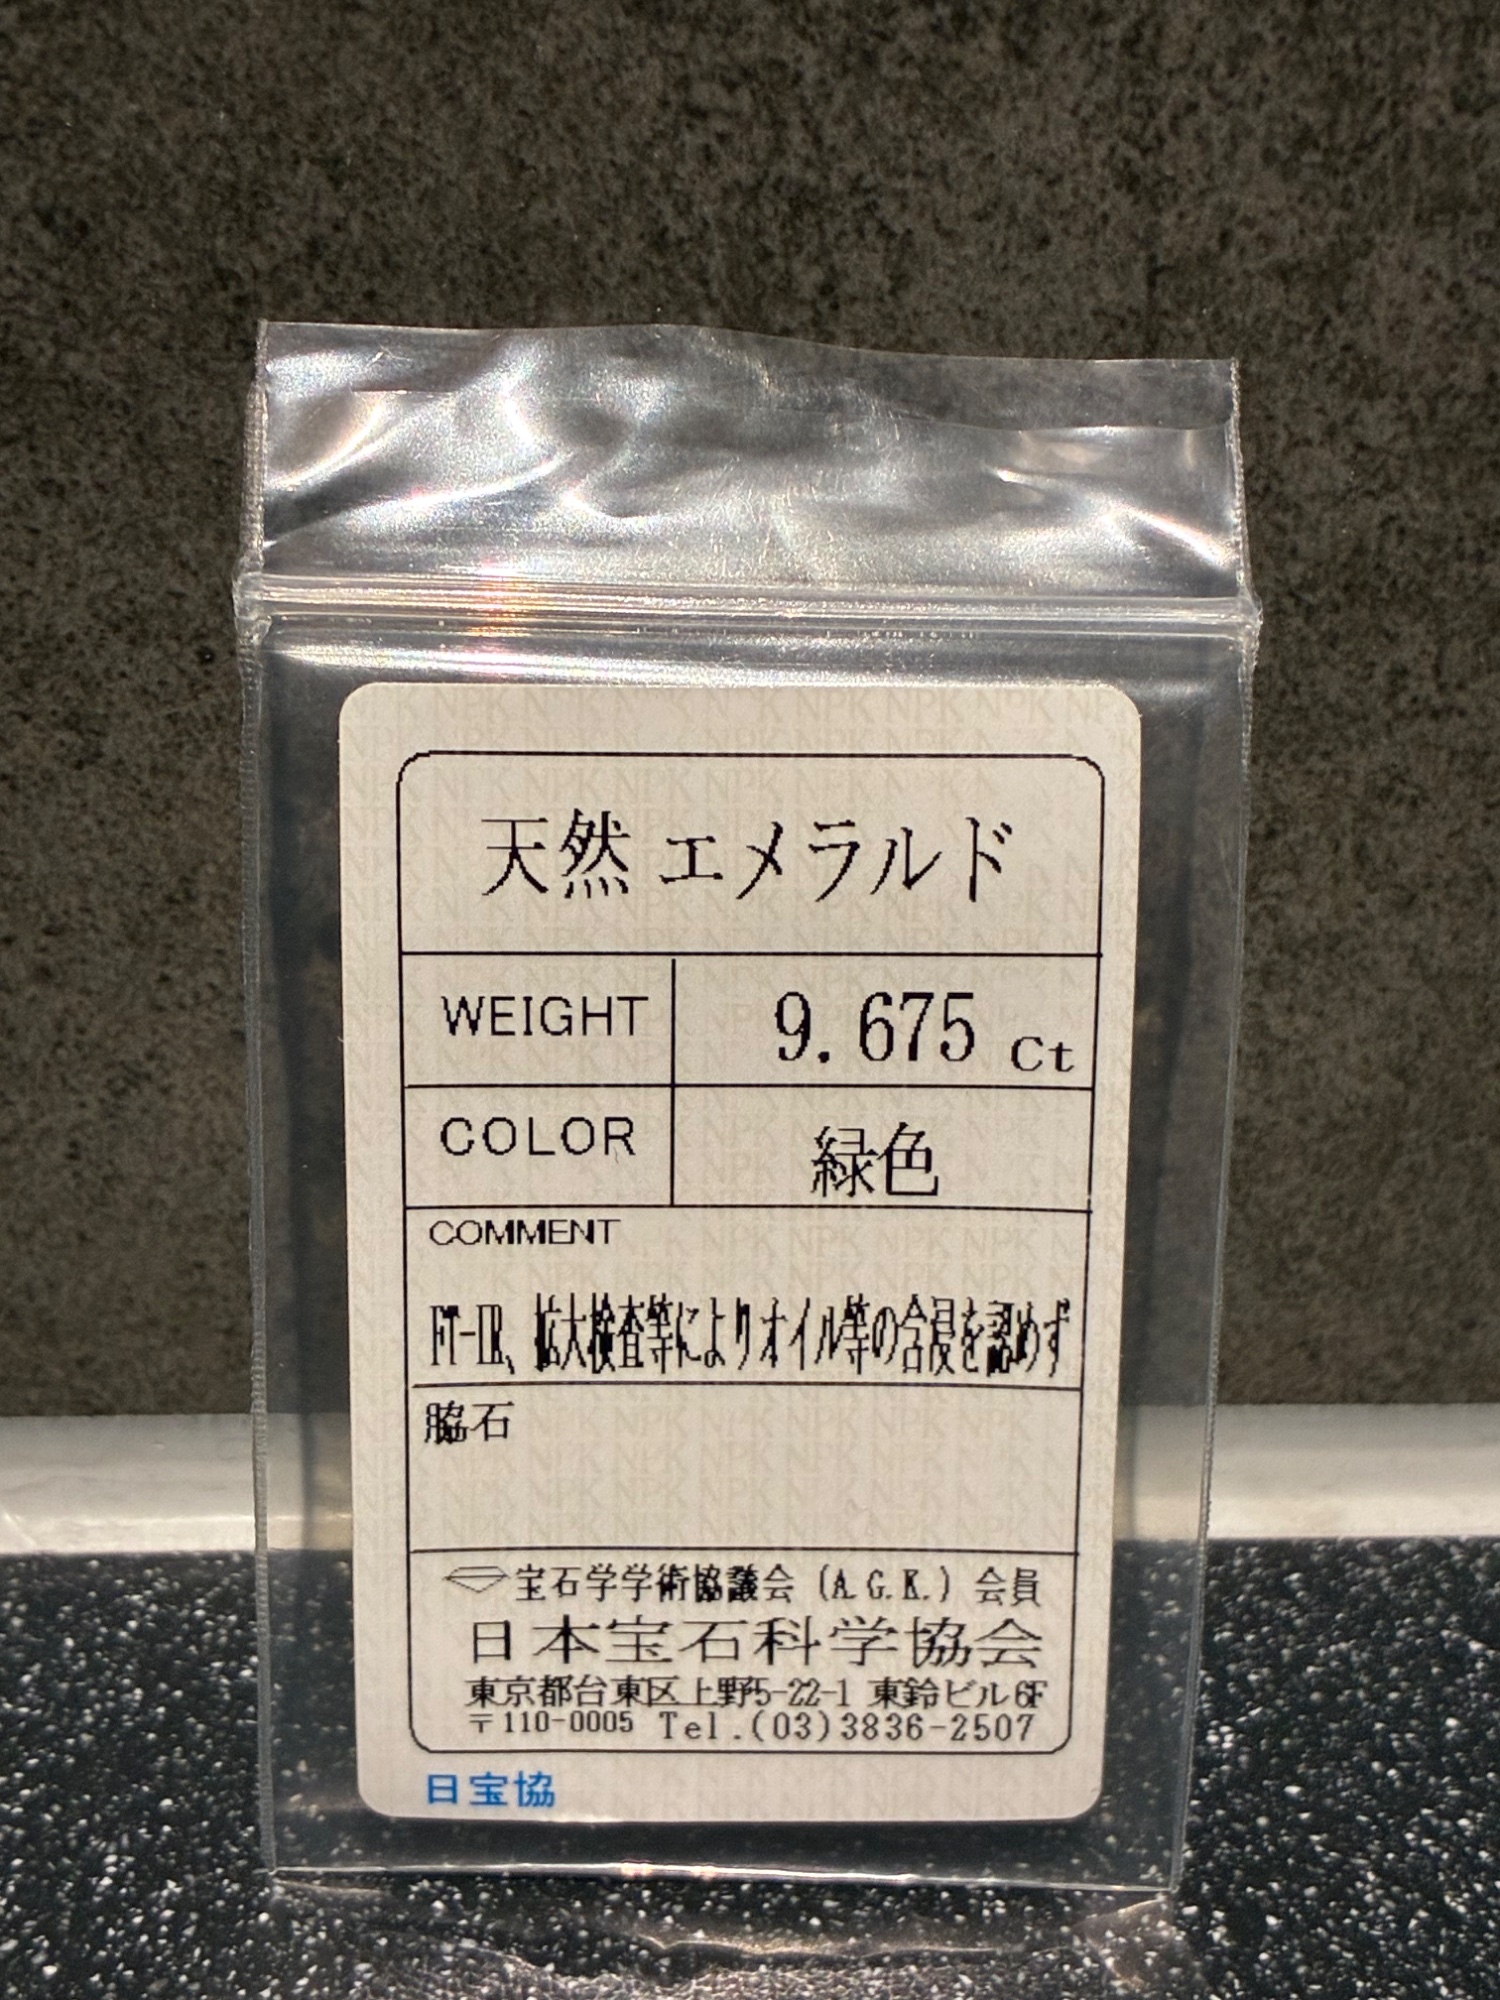 天然 エメラルド
WEIGHT 9.675 Ct
COLOR 緑色
COMMENT
FT-IR、拡大検査等によりオイル等の含浸を認めず
脇石
宝石学学術協議会 (A.G.K.) 会員
日本宝石科学協会
東京都台東区上野5-22-1 東鈴ビル6F
〒110-0005 Tel.(03)3836-2507
日宝協